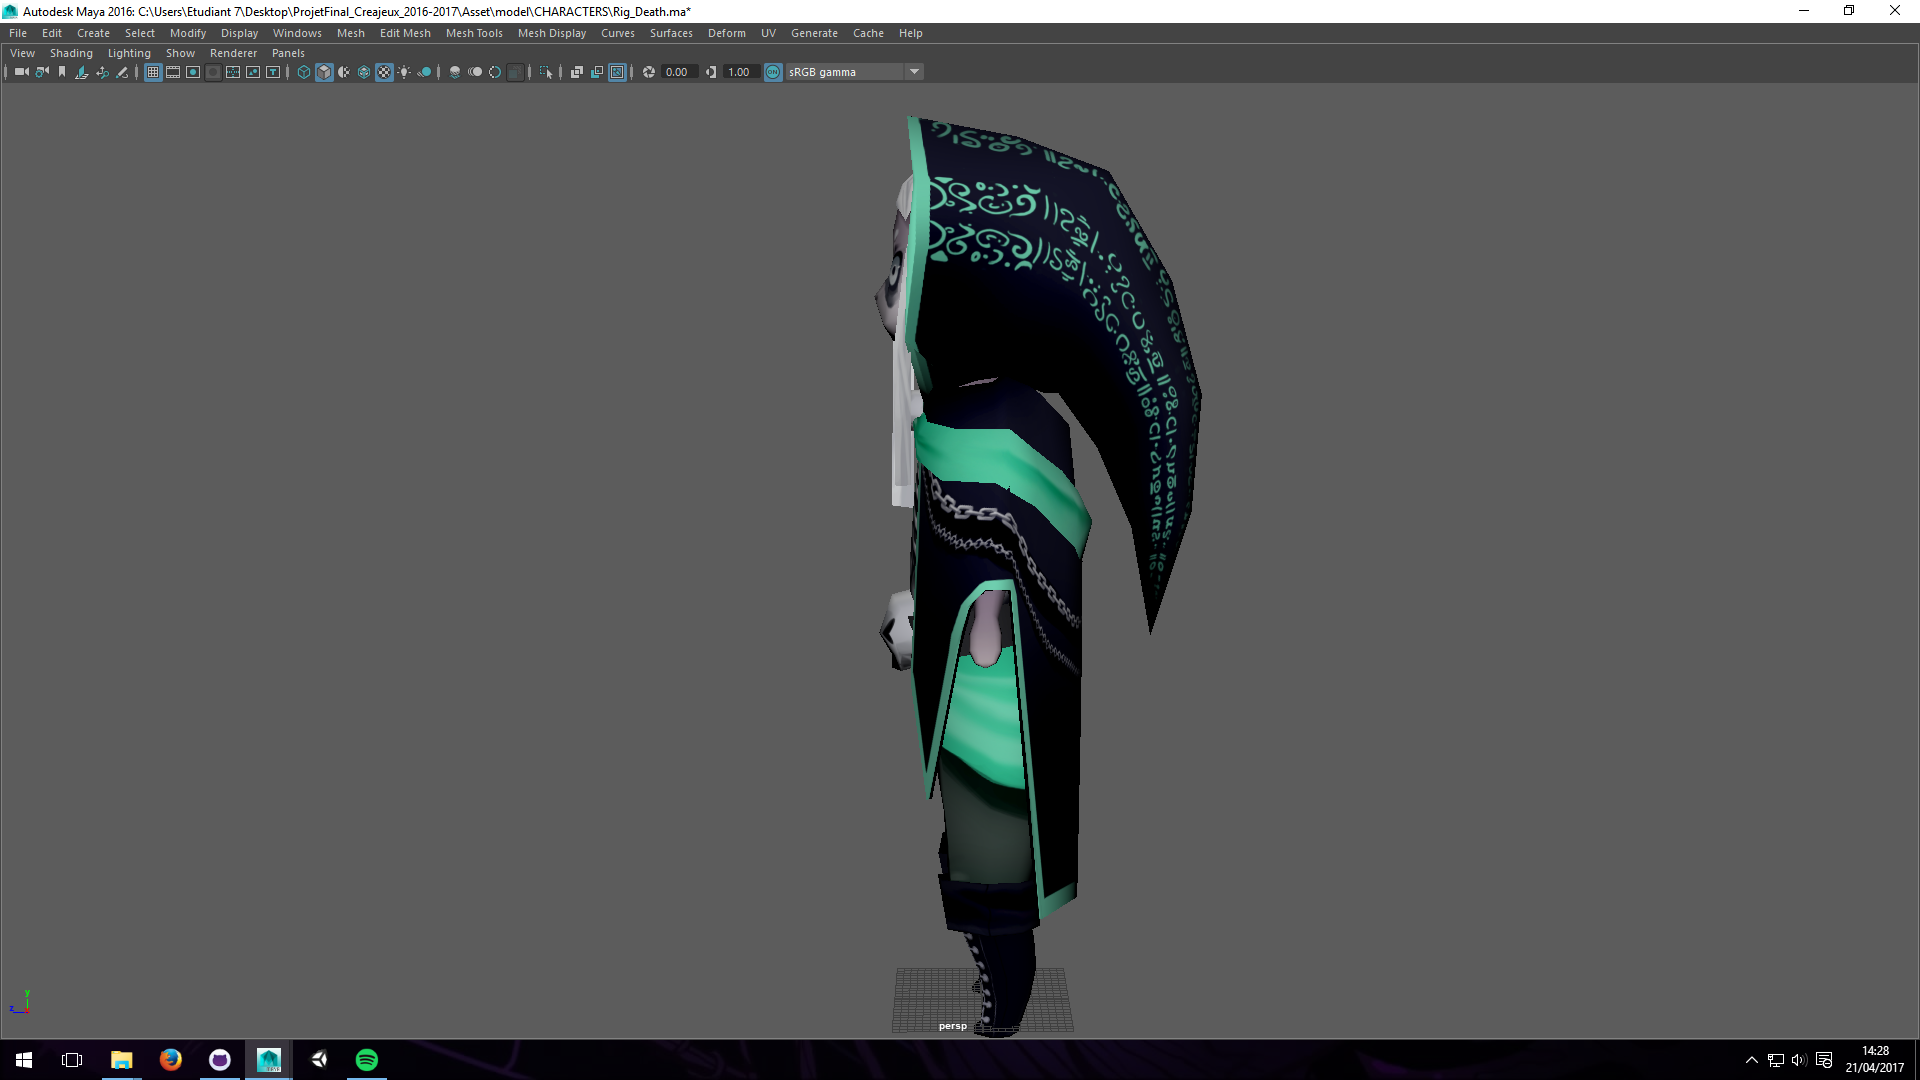 Autodesk Maya 2016: C:\Users\Etudiant 7\Desktop\ProjetFinal_Creajeux_2016-2017\Asset\model\CHARACTERS\Rig_Death.ma*
File Edit Create Select Modify Display Windows Mesh Edit Mesh Mesh Tools Mesh Display Curves Surfaces Deform UV Generate Cache Help
View Shading Lighting Show Renderer Panels
0.00 1.00 ON sRGB gamma
y
z
persp
14:28
21/04/2017